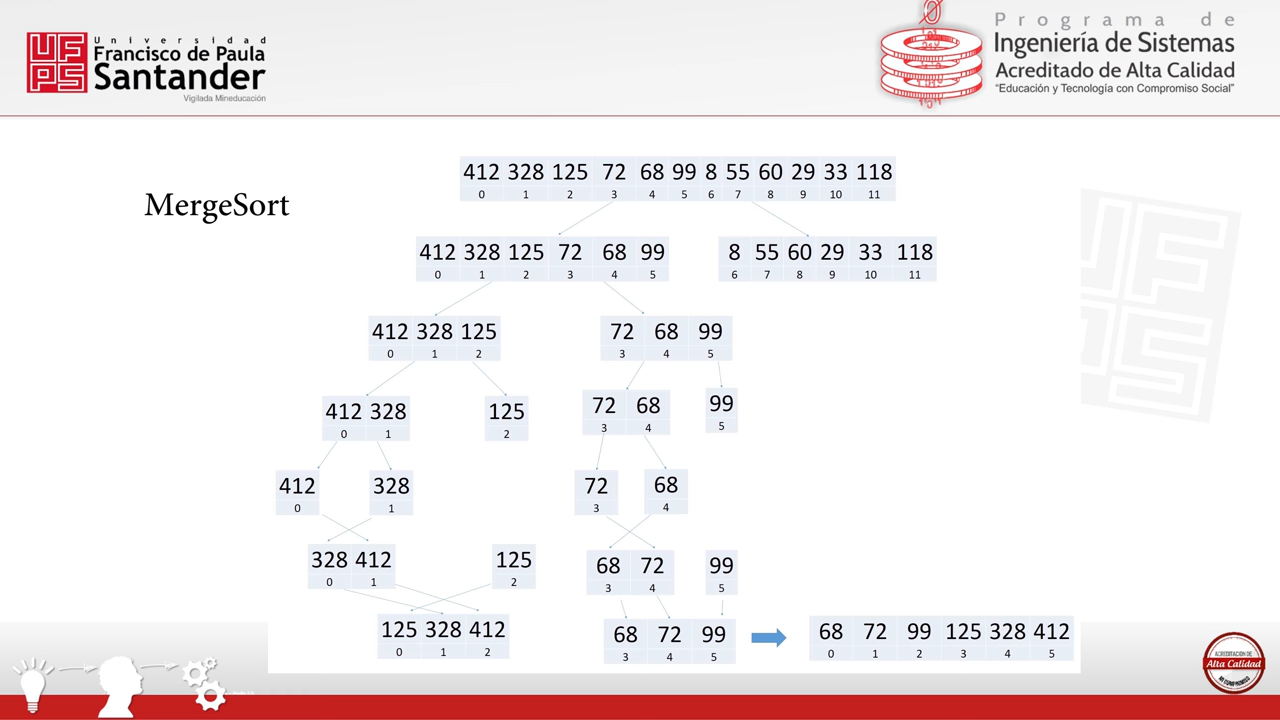 Universidad
Francisco de Paula
Santander
Vigilada Mineducación
UFPS
Programa de
Ingeniería de Sistemas
Acreditado de Alta Calidad
"Educación y Tecnología con Compromiso Social"
MergeSort
412 328 125 72 68 99 8 55 60 29 33 118
0 1 2 3 4 5 6 7 8 9 10 11
412 328 125 72 68 99 8 55 60 29 33 118
0 1 2 3 4 5 6 7 8 9 10 11
412 328 125 72 68 99
0 1 2 3 4 5
412 328 125 72 68 99
0 1 2 3 4 5
412 328 72 68
0 1 3 4
328 412 125 68 72 99
0 1 2 3 4 5
125 328 412 68 72 99 68 72 99 125 328 412
0 1 2 3 4 5 0 1 2 3 4 5
ACREDITACIÓN DE
Alta Calidad